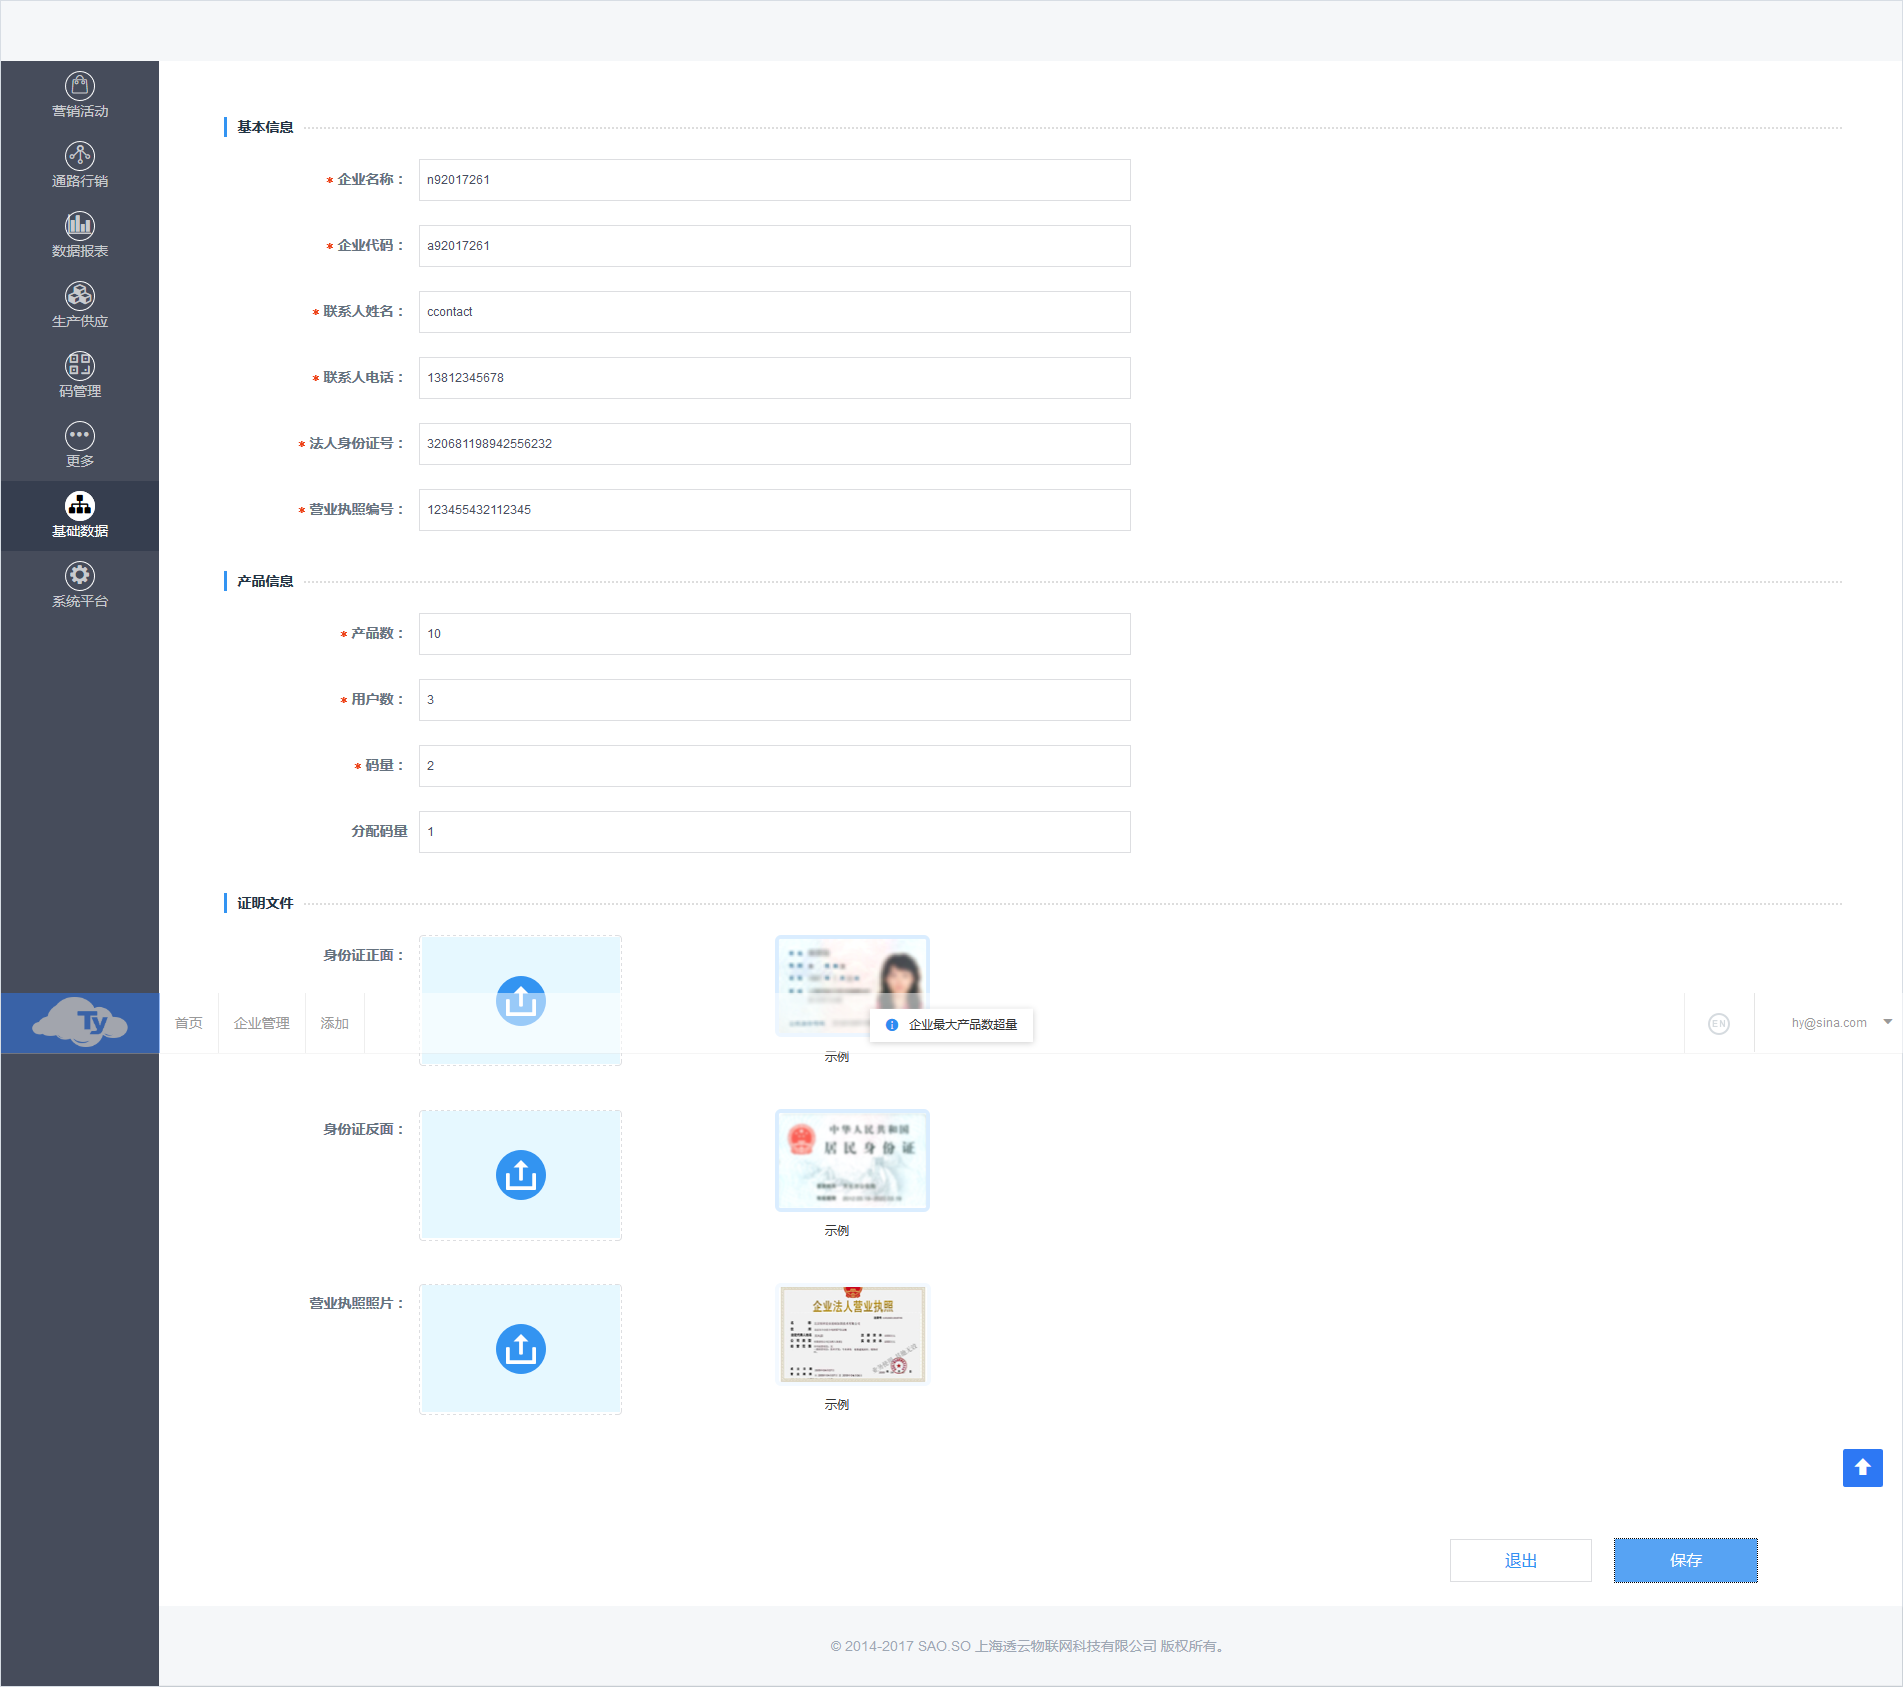 营销活动
通路行销
数据报表
生产供应
码管理
更多
基础数据
系统平台
基本信息
* 企业名称： n92017261
* 企业代码： a92017261
* 联系人姓名： ccontact
* 联系人电话： 13812345678
* 法人身份证号： 320681198942556232
* 营业执照编号： 123455432112345
产品信息
* 产品数： 10
* 用户数： 3
* 码量： 2
分配码量 1
证明文件
身份证正面：
Ty 首页 企业管理 添加
企业最大产品数超量
EN hy@sina.com
示例
身份证反面：
中华人民共和国
居民身份证
示例
营业执照照片：
企业法人营业执照
示例
退出 保存
© 2014-2017 SAO.SO 上海透云物联网科技有限公司 版权所有。